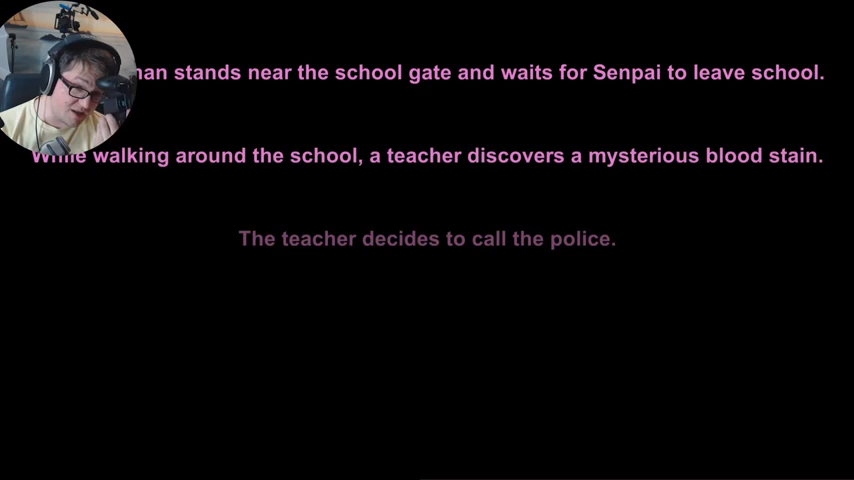 stands near the school gate and waits for Senpai to leave school.
While walking around the school, a teacher discovers a mysterious blood stain.
The teacher decides to call the police.